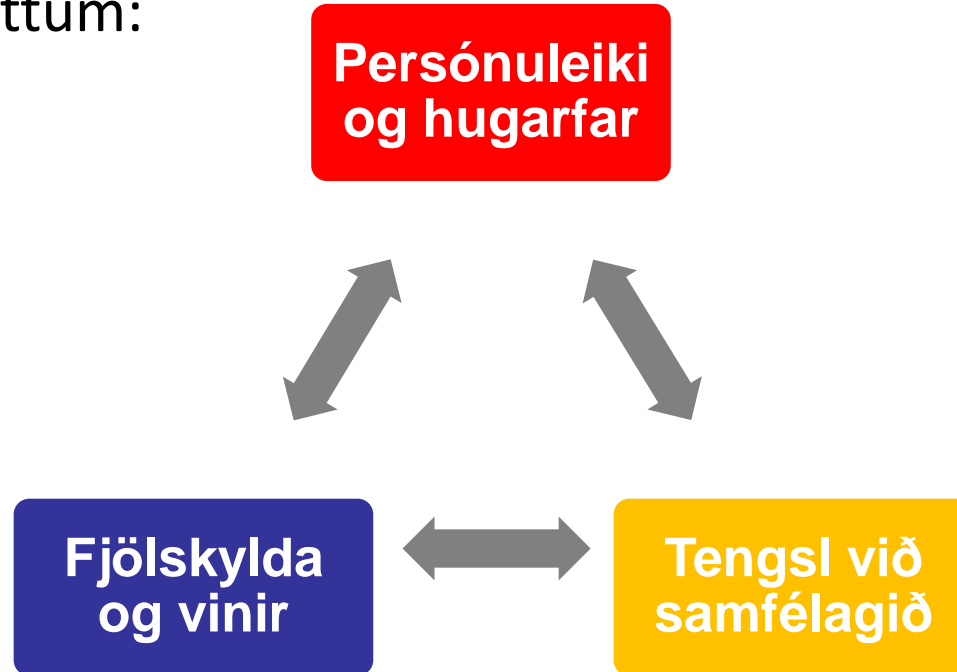 ttum:
Persónuleiki
og hugarfar
Fjölskylda
og vinir
Tengsl við
samfélagið